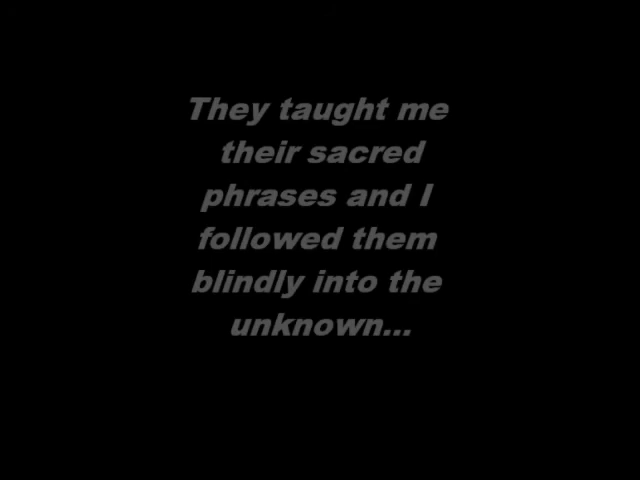 They taught me
their sacred
phrases and I
followed them
blindly into the
unknown...